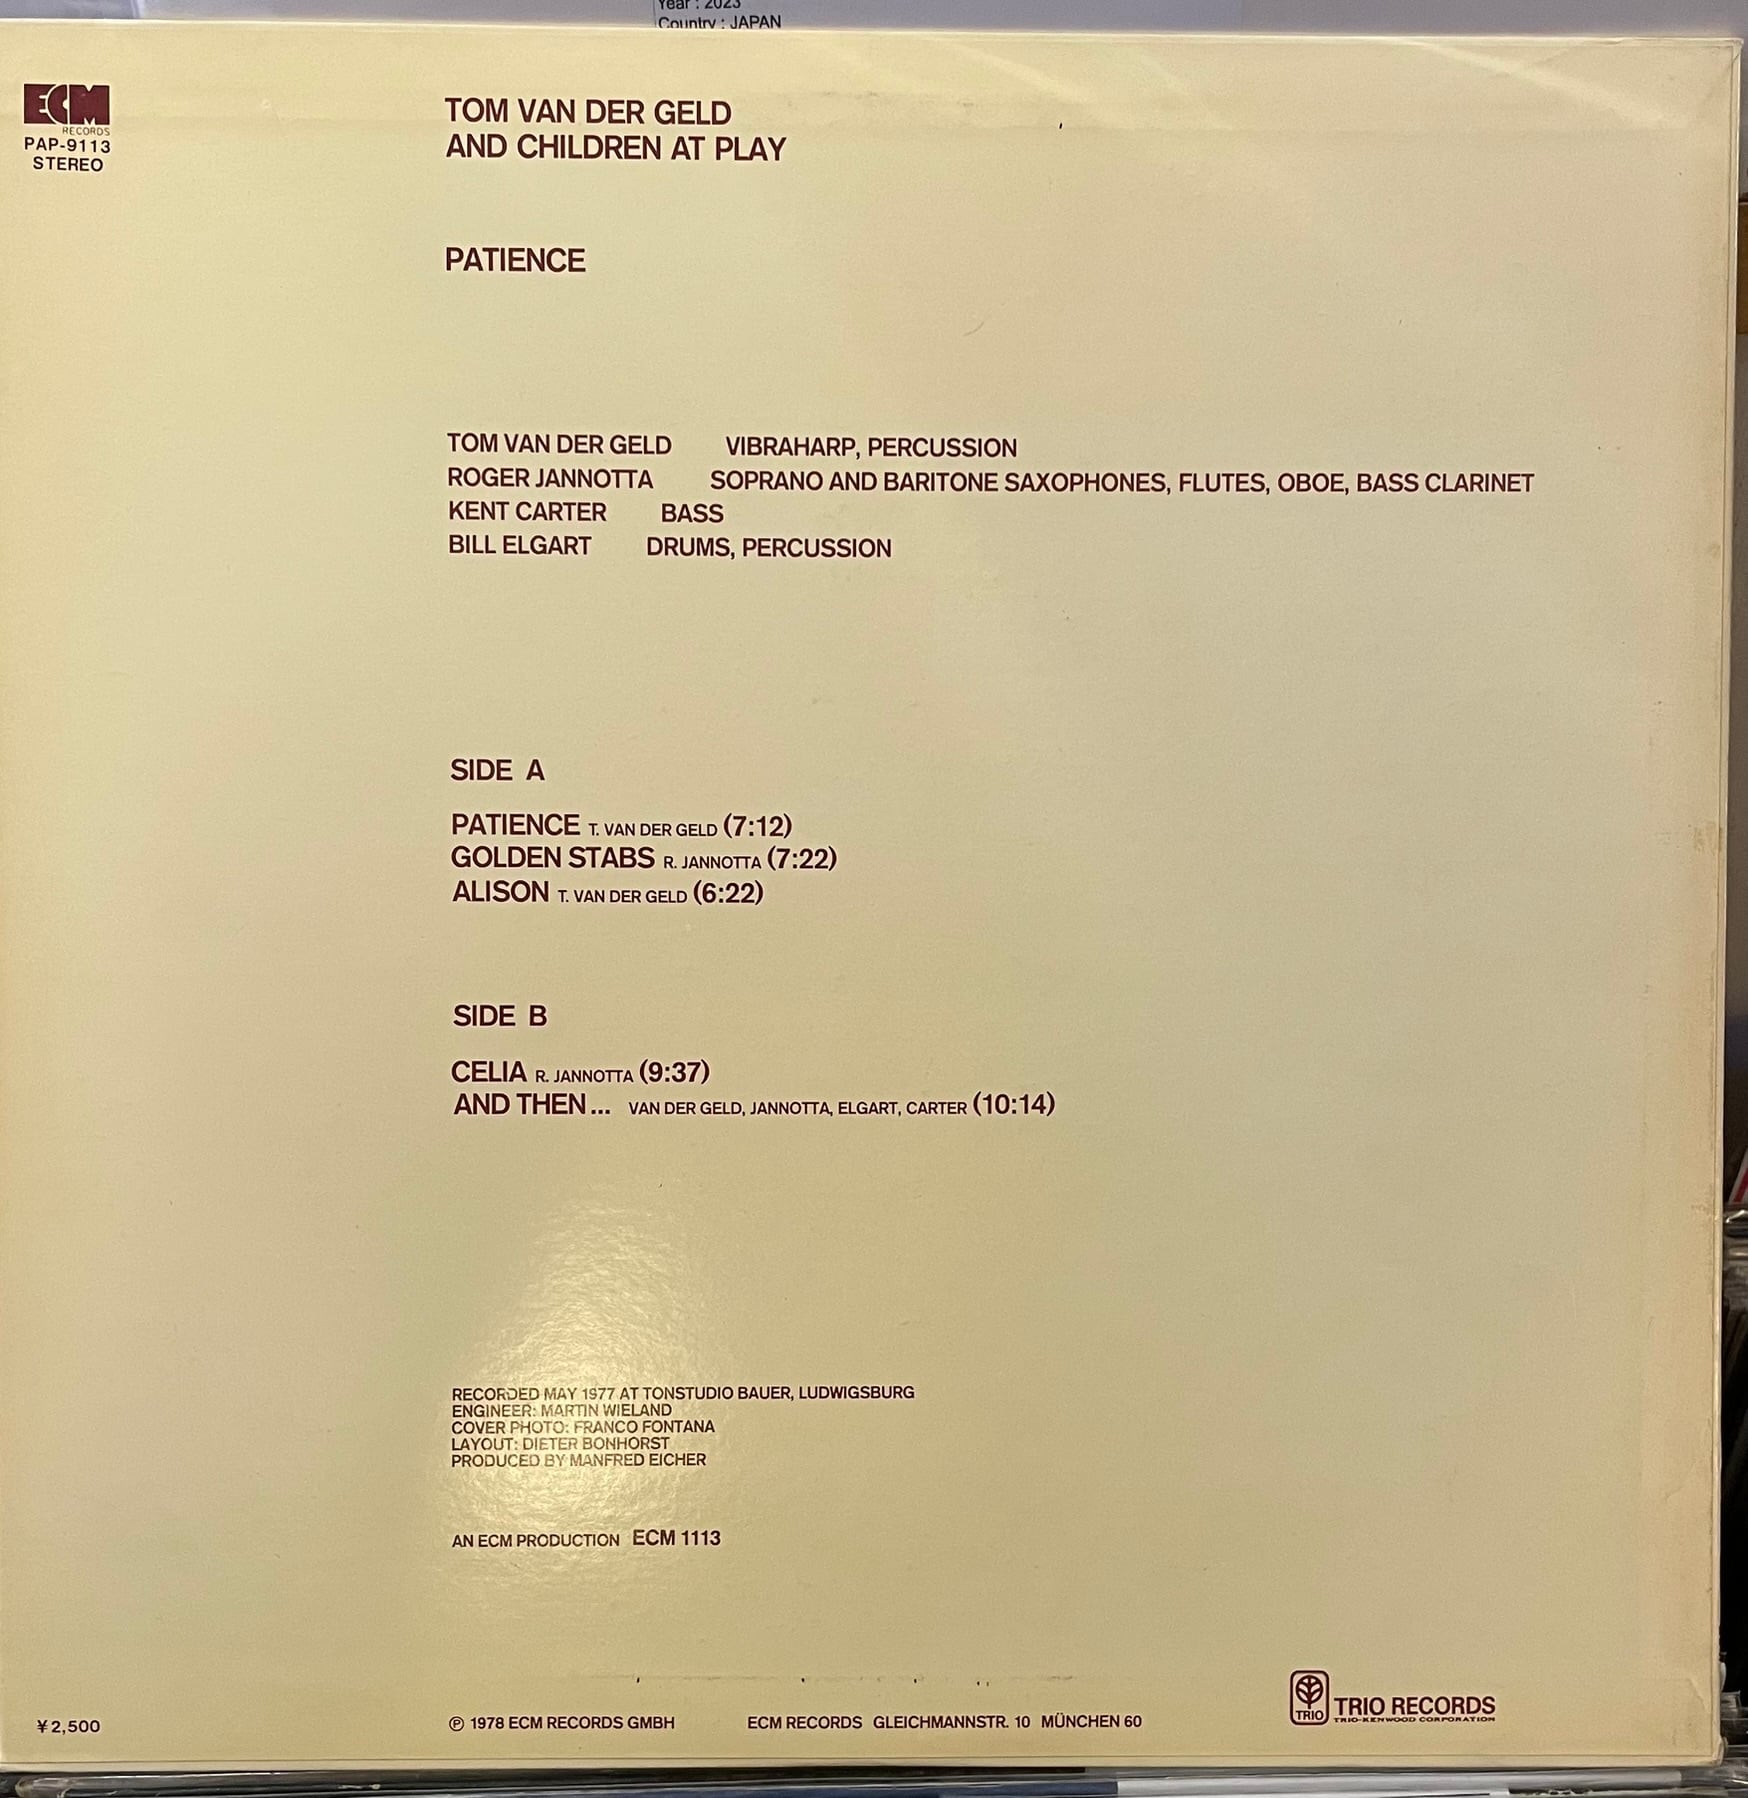 Year : 2023
Country : JAPAN
ECM
RECORDS
PAP-9113
STEREO
TOM VAN DER GELD
AND CHILDREN AT PLAY
PATIENCE
TOM VAN DER GELD VIBRAHARP, PERCUSSION
ROGER JANNOTTA SOPRANO AND BARITONE SAXOPHONES, FLUTES, OBOE, BASS CLARINET
KENT CARTER BASS
BILL ELGART DRUMS, PERCUSSION
SIDE A
PATIENCE T. VAN DER GELD (7:12)
GOLDEN STABS R. JANNOTTA (7:22)
ALISON T. VAN DER GELD (6:22)
SIDE B
CELIA R. JANNOTTA (9:37)
AND THEN... VAN DER GELD, JANNOTTA, ELGART, CARTER (10:14)
RECORDED MAY 1977 AT TONSTUDIO BAUER, LUDWIGSBURG
ENGINEER: MARTIN WIELAND
COVER PHOTO: FRANCO FONTANA
LAYOUT: DIETER BONHORST
PRODUCED BY MANFRED EICHER
AN ECM PRODUCTION ECM 1113
¥2,500
℗ 1978 ECM RECORDS GMBH ECM RECORDS GLEICHMANNSTR. 10 MÜNCHEN 60
TRIO
TRIO RECORDS
TRIO-KENWOOD CORPORATION